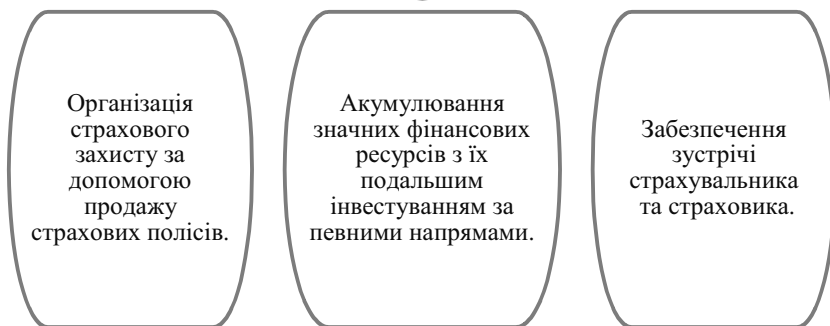 Організація
страхового
захисту за
допомогою
продажу
страхових полісів.
Акумулювання
значних фінансових
ресурсів з їх
подальшим
інвестуванням за
певними напрямами.
Забезпечення
зустрічі
страхувальника
та страховика.